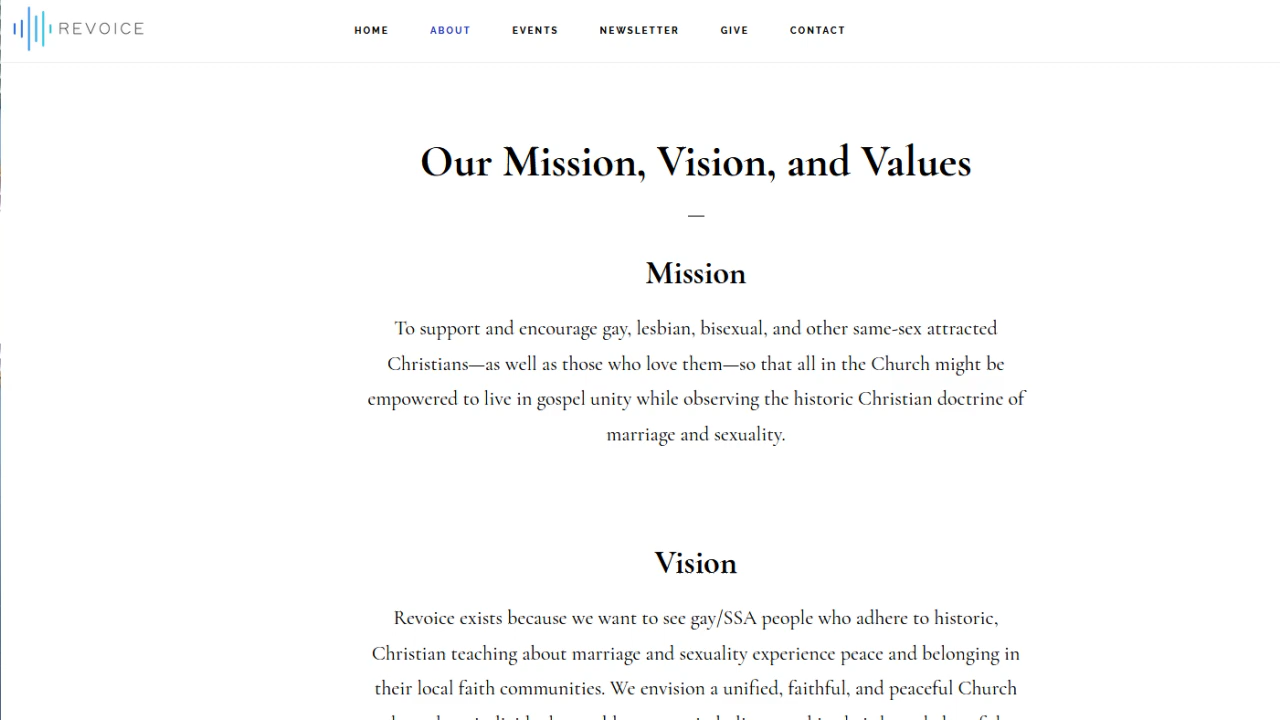 REVOICE
HOME ABOUT EVENTS NEWSLETTER GIVE CONTACT
Our Mission, Vision, and Values
—
Mission
To support and encourage gay, lesbian, bisexual, and other same-sex attracted
Christians—as well as those who love them—so that all in the Church might be
empowered to live in gospel unity while observing the historic Christian doctrine of
marriage and sexuality.
Vision
Revoice exists because we want to see gay/SSA people who adhere to historic,
Christian teaching about marriage and sexuality experience peace and belonging in
their local faith communities. We envision a unified, faithful, and peaceful Church